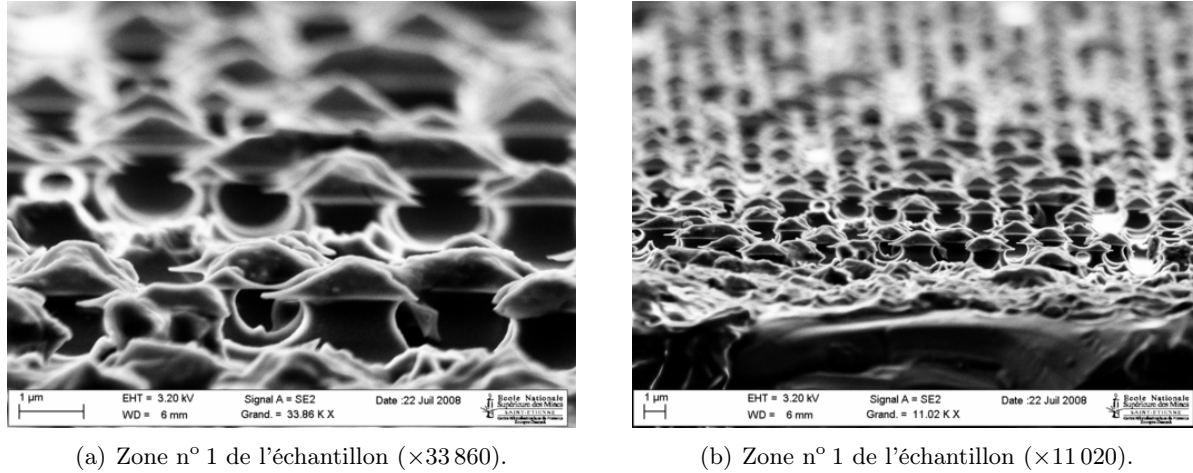 1 µm
EHT = 3.20 kV
Signal A = SE2
Date :22 Juil 2008
WD = 6 mm
Grand. = 33.86 K X
Ecole Nationale
Supérieure des Mines
SAINT-ETIENNE
1 µm
EHT = 3.20 kV
Signal A = SE2
Date :22 Juil 2008
WD = 6 mm
Grand. = 11.02 K X
Ecole Nationale
Supérieure des Mines
SAINT-ETIENNE
(a) Zone nº 1 de l'échantillon (×33 860).
(b) Zone nº 1 de l'échantillon (×11 020).